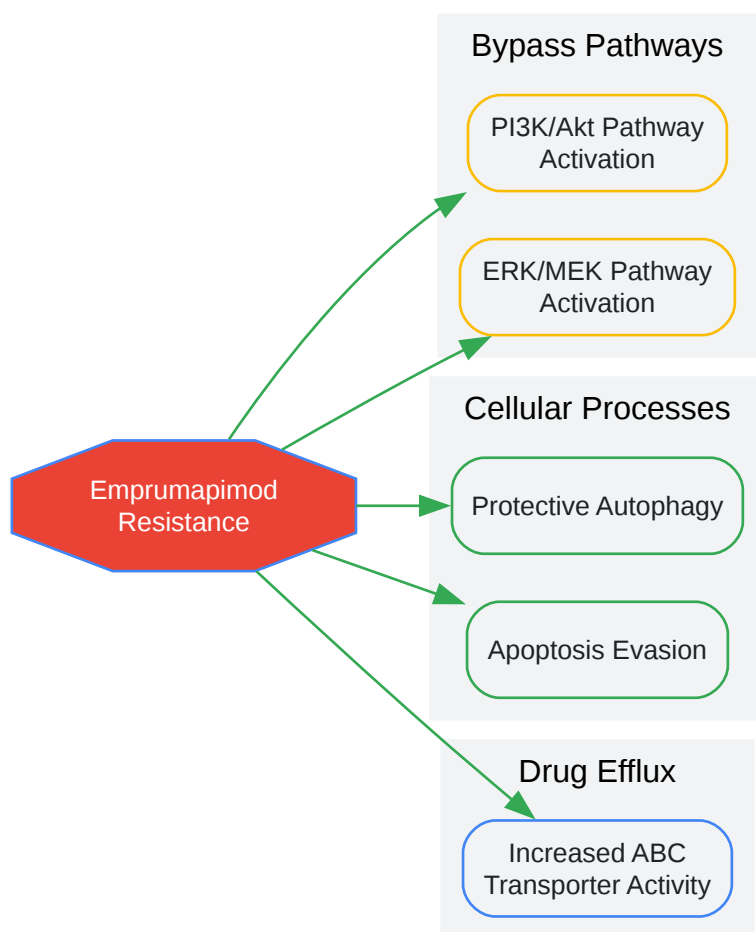 Bypass Pathways
PI3K/Akt Pathway
Activation
ERK/MEK Pathway
Activation
Cellular Processes
Emprumapimod
Resistance
Protective Autophagy
Apoptosis Evasion
Drug Efflux
Increased ABC
Transporter Activity